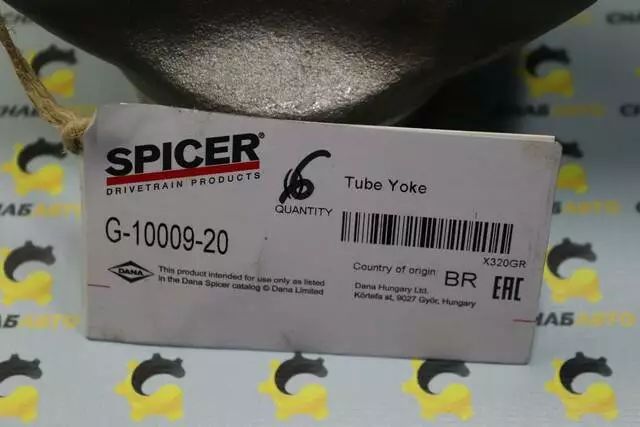 SPICER®
DRIVETRAIN PRODUCTS
6
QUANTITY
Tube Yoke
G-10009-20
X320GR
DANA
This product intended for use only as listed
in the Dana Spicer catalog © Dana Limited
Country of origin: BR
Dana Hungary Ltd.
Körtefa st, 9027 Győr, Hungary
EAC
СНАБАВТО
СНАБАВТО